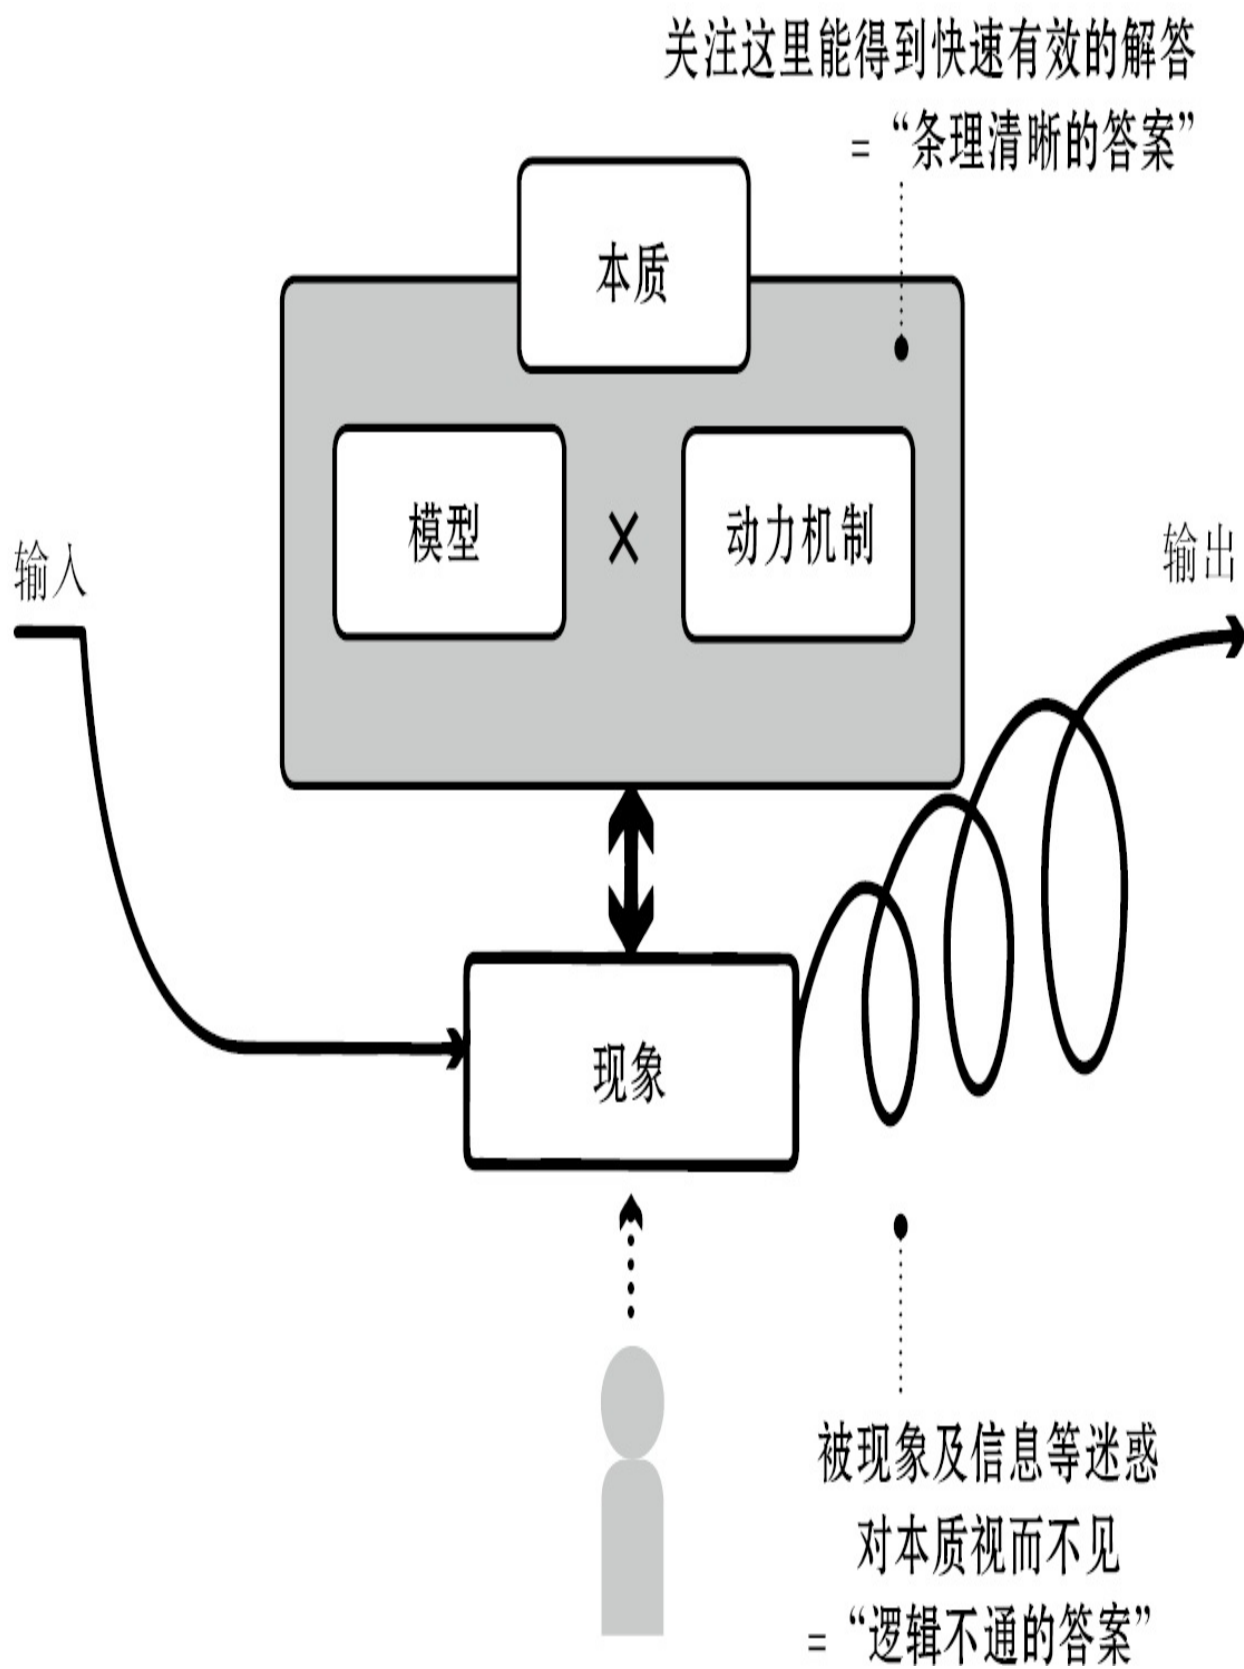 关注这里能得到快速有效的解答
= “条理清晰的答案”
本质
模型
×
动力机制
输入
输出
现象
被现象及信息等迷惑
对本质视而不见
= “逻辑不通的答案”